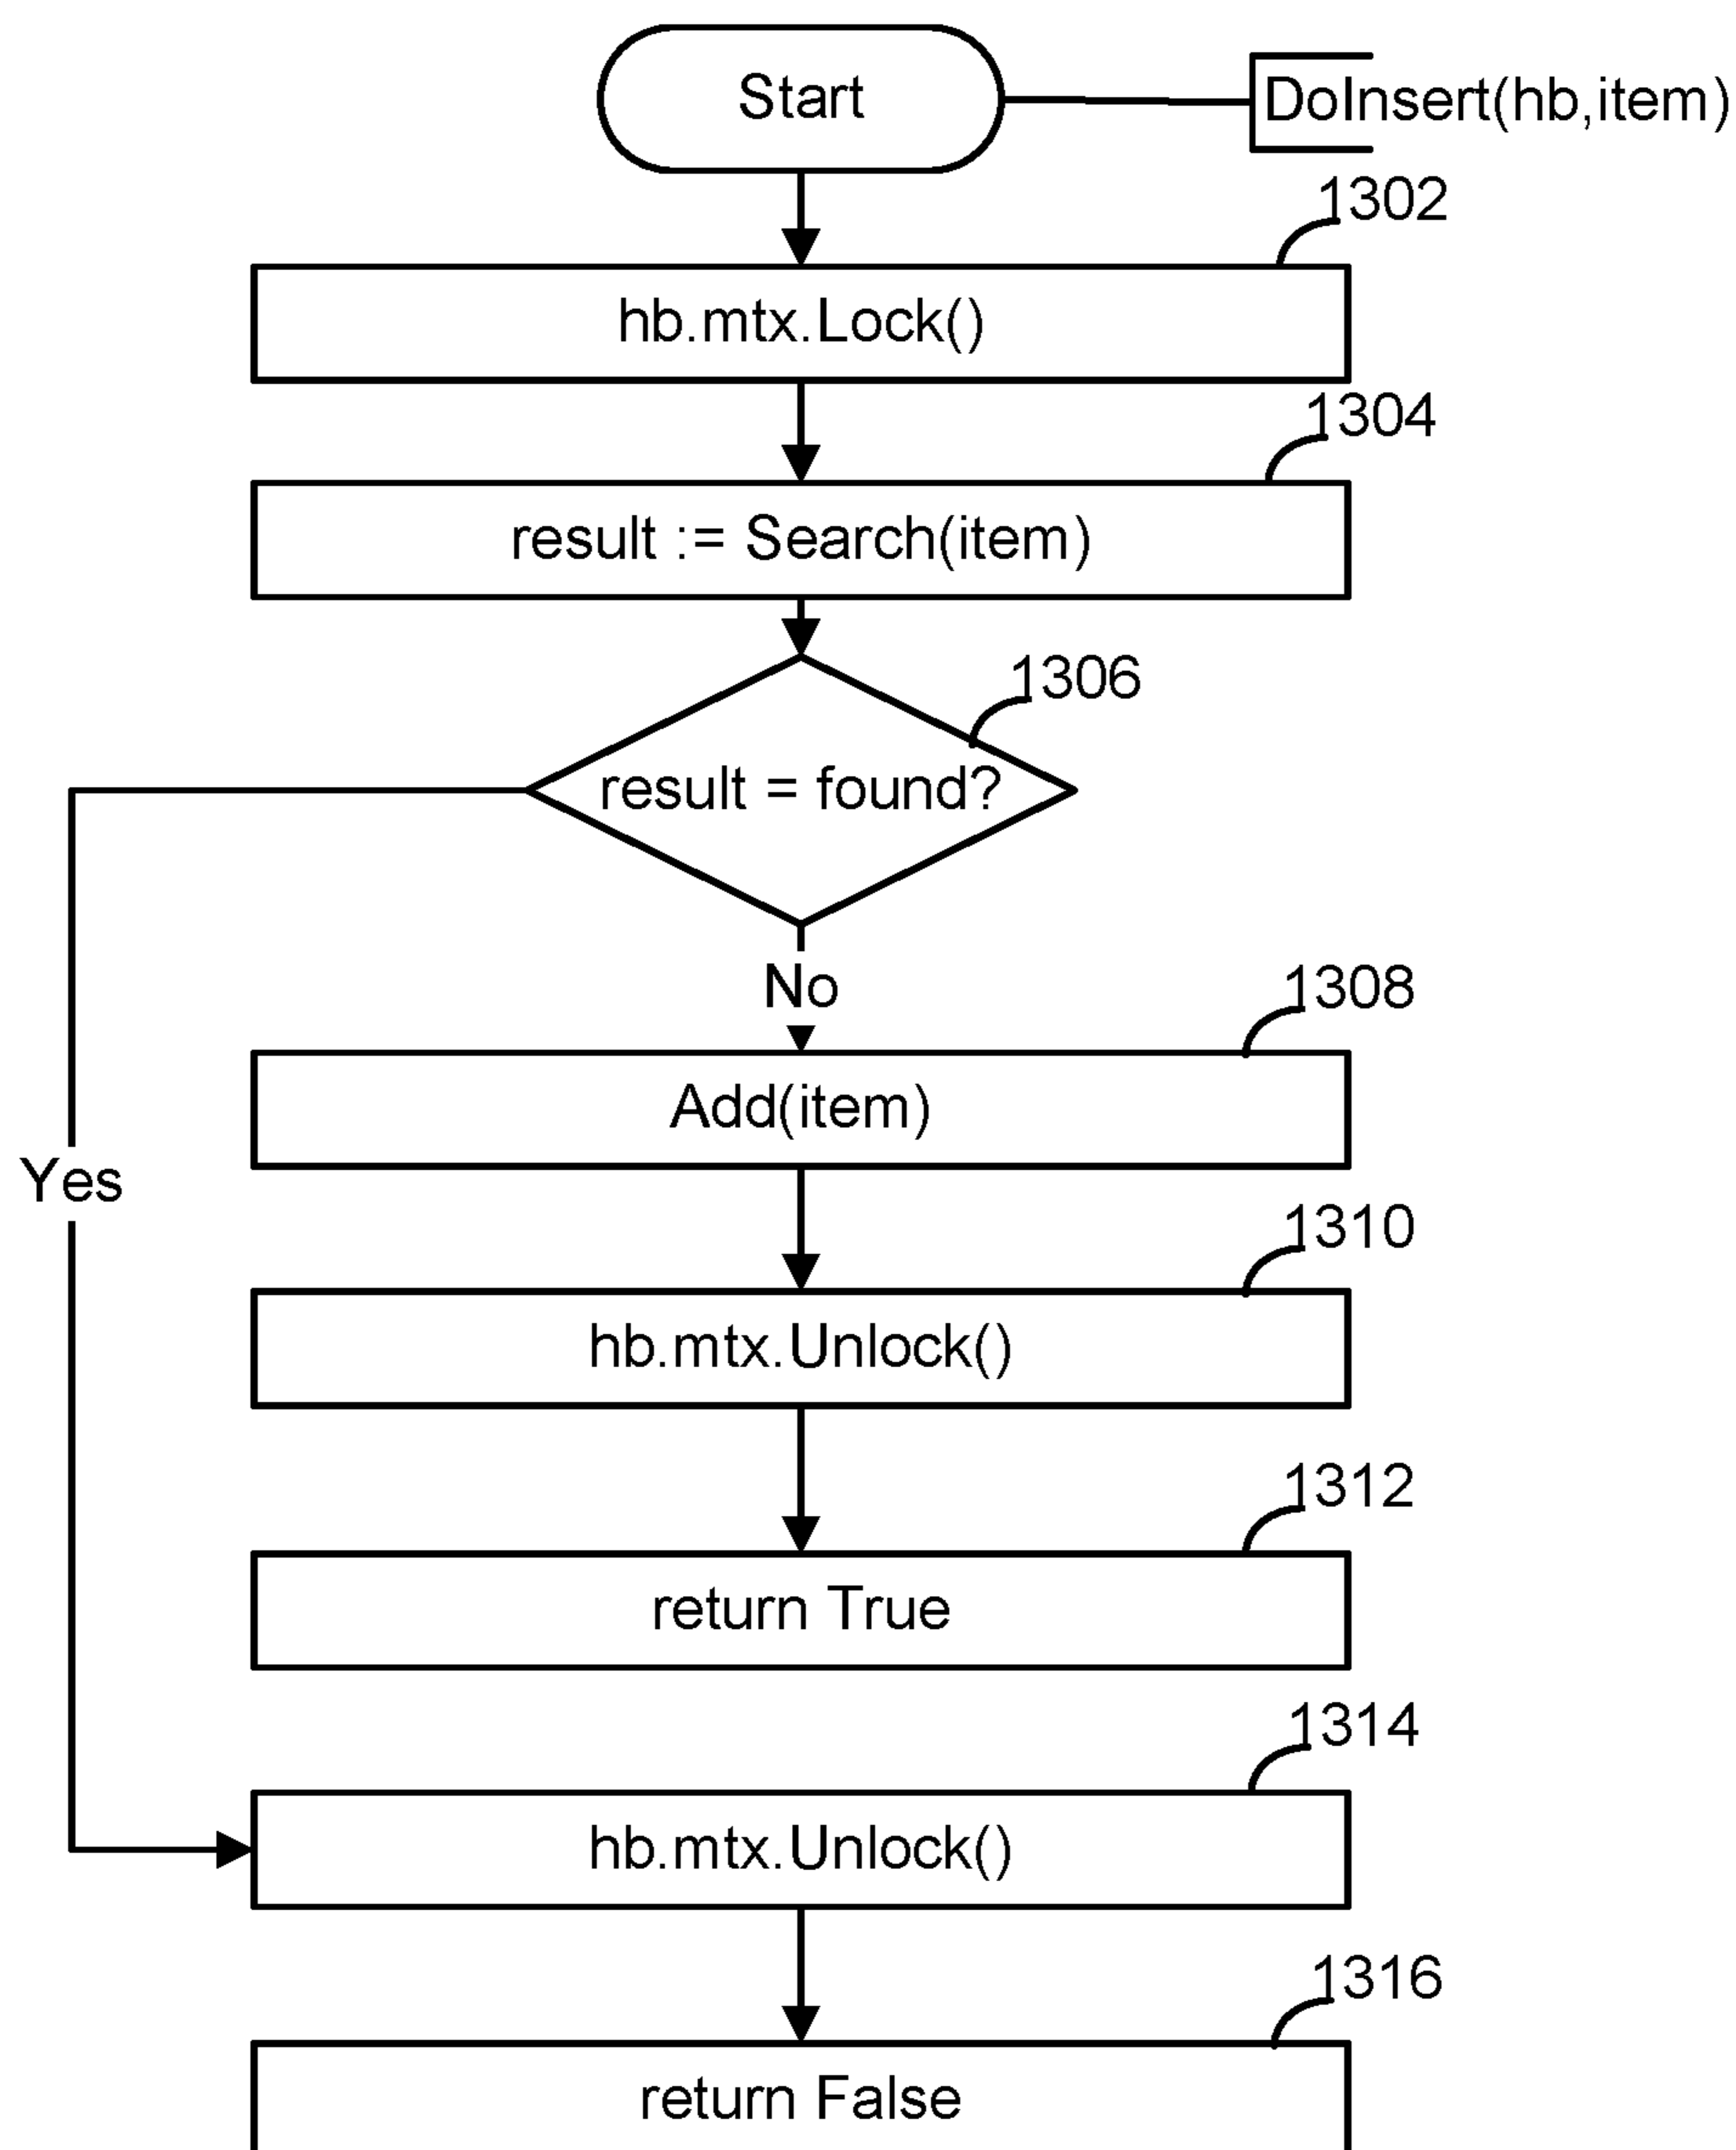 Start
DoInsert(hb,item)
1302
hb.mtx.Lock()
1304
result := Search(item)
1306
result = found?
No
1308
Add(item)
Yes
1310
hb.mtx.Unlock()
1312
return True
1314
hb.mtx.Unlock()
1316
return False